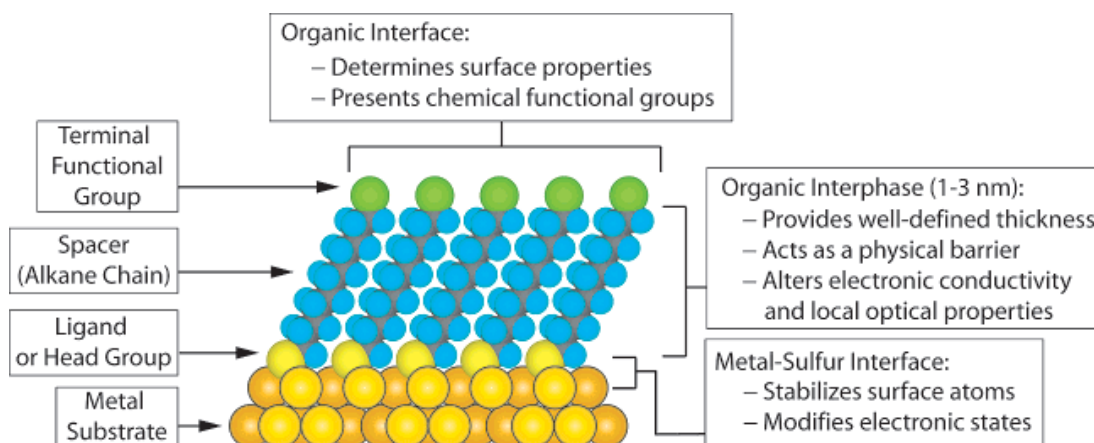 Organic Interface:
– Determines surface properties
– Presents chemical functional groups
Terminal
Functional
Group
Spacer
(Alkane Chain)
Ligand
or Head Group
Metal
Substrate
Organic Interphase (1-3 nm):
– Provides well-defined thickness
– Acts as a physical barrier
– Alters electronic conductivity
and local optical properties
Metal-Sulfur Interface:
– Stabilizes surface atoms
– Modifies electronic states